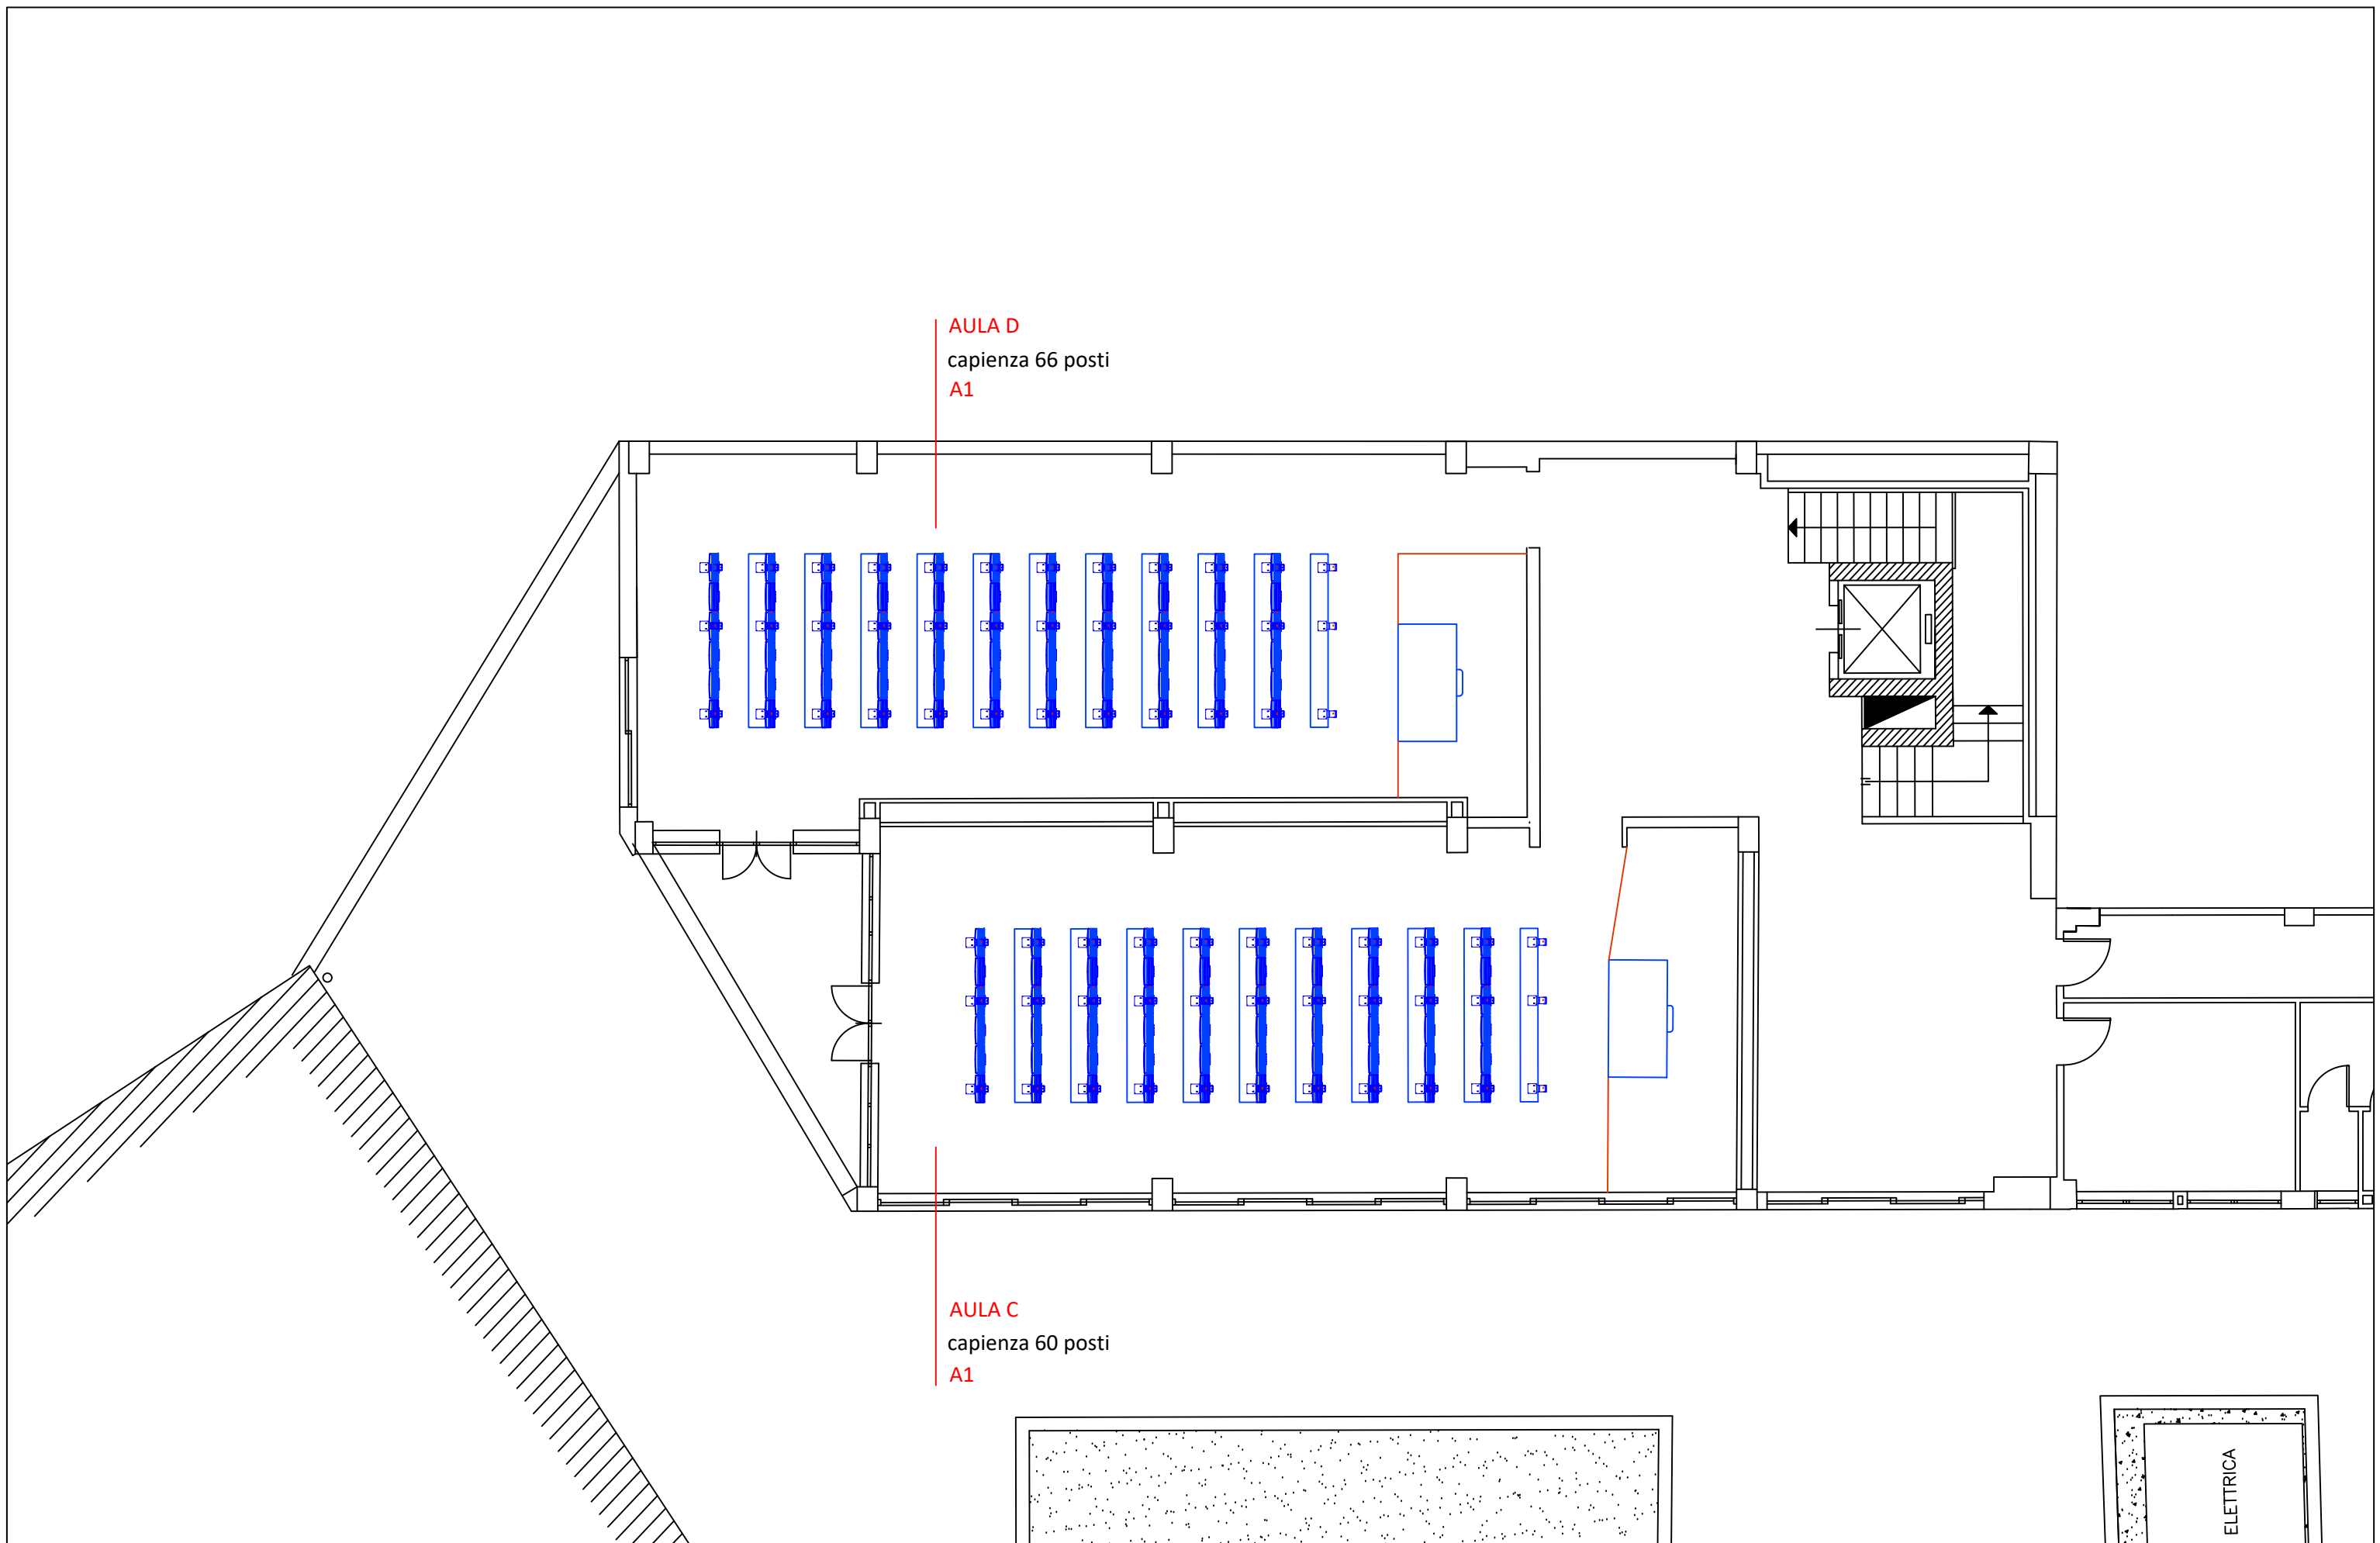 AULA D
capienza 66 posti
A1
AULA C
capienza 60 posti
A1
ELETTRICA